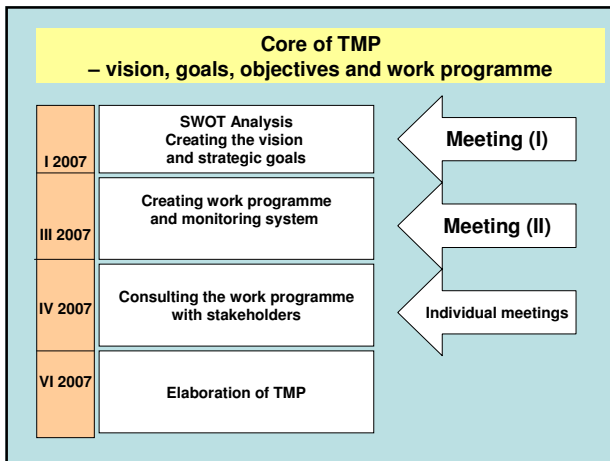 Core of TMP
– vision, goals, objectives and work programme
I 2007
SWOT Analysis
Creating the vision
and strategic goals
Meeting (I)
III 2007
Creating work programme
and monitoring system
Meeting (II)
IV 2007
Consulting the work programme
with stakeholders
Individual meetings
VI 2007
Elaboration of TMP